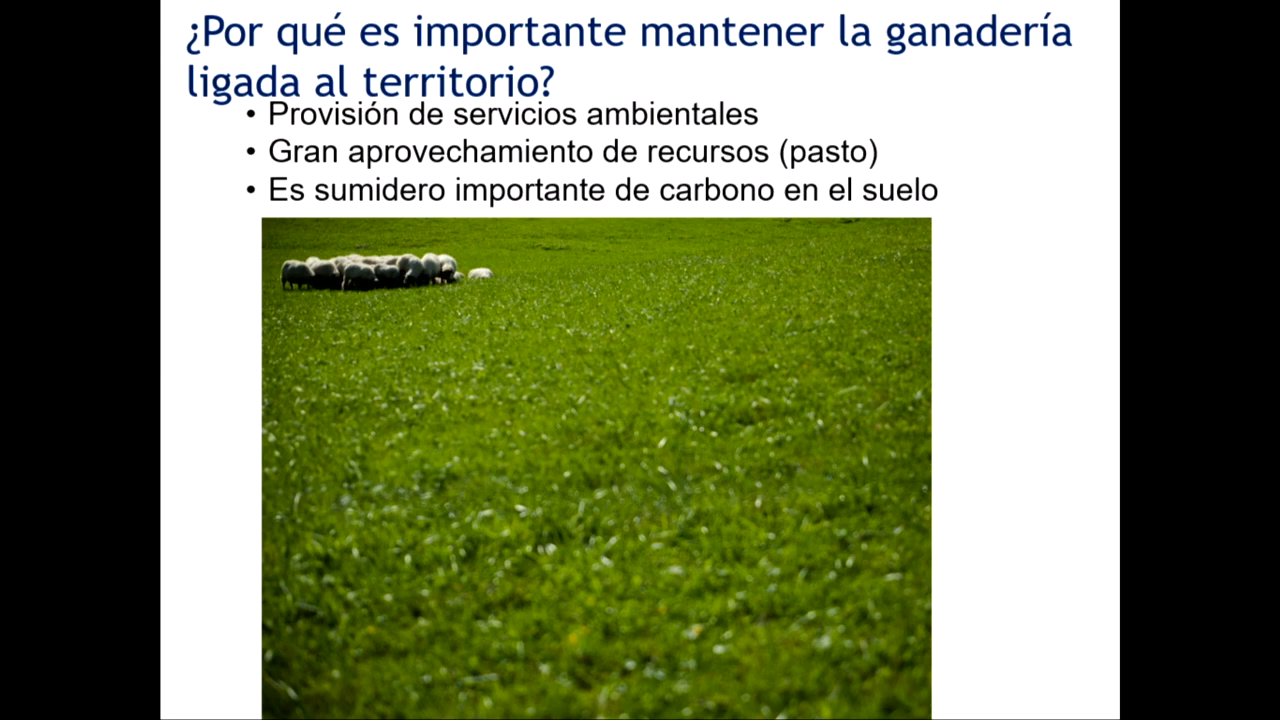 ¿Por qué es importante mantener la ganadería
ligada al territorio?
• Provisión de servicios ambientales
• Gran aprovechamiento de recursos (pasto)
• Es sumidero importante de carbono en el suelo